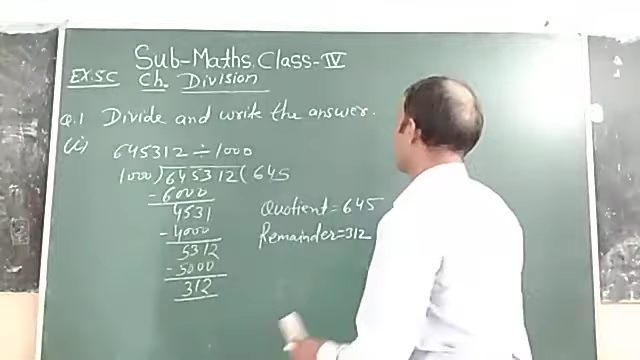 Sub-Maths Class-IV
EX.5C Ch. Division
Q.1 Divide and write the answer.
(i) 645312 ÷ 1000
1000)645312(645
-6000
4531
-4000
5312
-5000
312
Quotient=645
Remainder=312